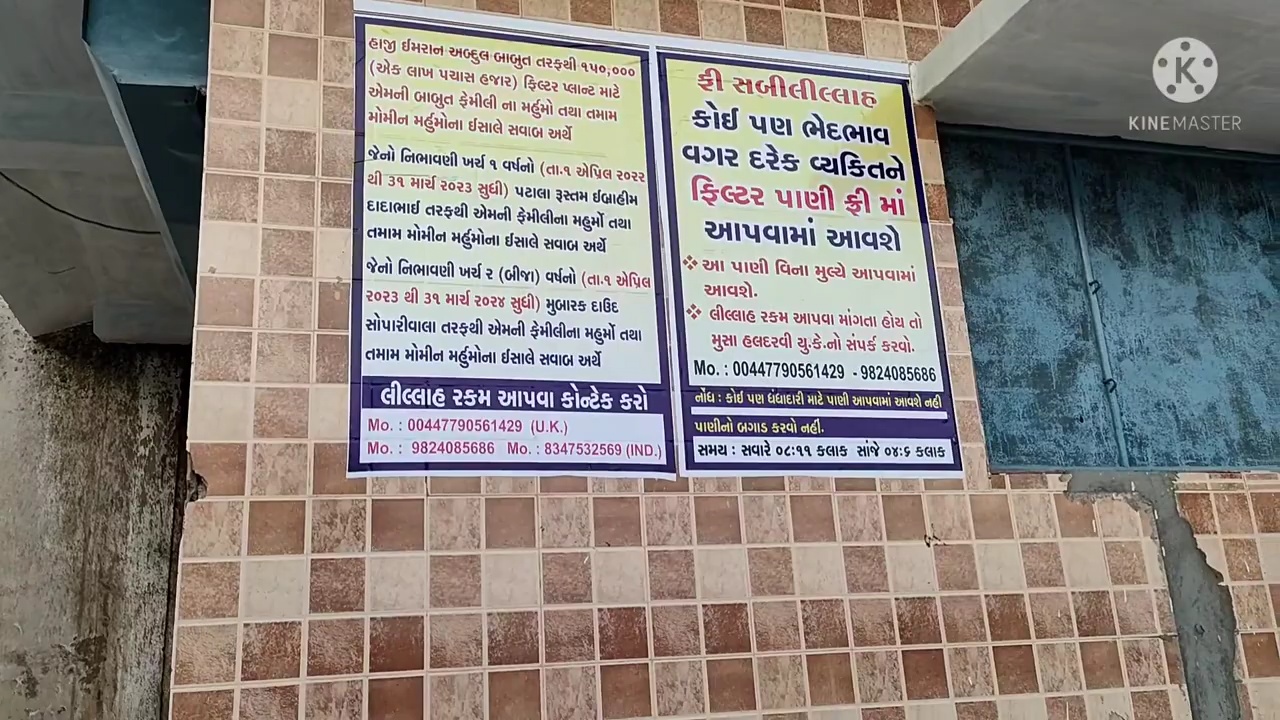 હાજી ઈમરાન અબ્દુલ બાબુત તરફથી ૧૫૦,૦૦૦
(એક લાખ પચાસ હજાર) ફિલ્ટર પ્લાન્ટ માટે
એમની બાબુત ફેમીલી ના મર્હુમો તથા તમામ
મોમીન મર્હુમોના ઈસાલે સવાબ અર્થે
જેનો નિભાવણી ખર્ચ ૧ વર્ષનો (તા.૧ એપ્રિલ ૨૦૨૨
થી ૩૧ માર્ચ ૨૦૨૩ સુધી) પટાલા રૂસ્તમ ઈબ્રાહીમ
દાદાભાઈ તરફથી એમની ફેમીલીના મહુર્મો તથા
તમામ મોમીન મર્હુમોના ઈસાલે સવાબ અર્થે
જેનો નિભાવણી ખર્ચ ૨ (બીજા) વર્ષનો (તા.૧ એપ્રિલ
૨૦૨૩ થી ૩૧ માર્ચ ૨૦૨૪ સુધી) મુબારક દાઉદ
સોપારીવાલા તરફથી એમની ફેમીલીના મહુર્મો તથા
તમામ મોમીન મર્હુમોના ઈસાલે સવાબ અર્થે
લીલ્લાહ રકમ આપવા કોન્ટેક કરો
Mo. : 00447790561429 (U.K.)
Mo. : 9824085686 Mo. : 8347532569 (IND.)
ફ્રી સબીલીલ્લાહ
કોઈ પણ ભેદભાવ
વગર દરેક વ્યકિતને
ફિલ્ટર પાણી ફ્રી માં
આપવામાં આવશે
❖ આ પાણી વિના મુલ્યે આપવામાં
આવશે.
❖ લીલ્લાહ રકમ આપવા માંગતા હોય તો
મુસા હલદરવી યુ.કે.નો સંપર્ક કરવો.
Mo. : 00447790561429 - 9824085686
નોંધ : કોઈ પણ ધંધાદારી માટે પાણી આપવામાં આવશે નહી
પાણીનો બગાડ કરવો નહીં.
સમય : સવારે ૦૮:૧૧ કલાક સાંજે ૦૪:૬ કલાક
K
KINEMASTER